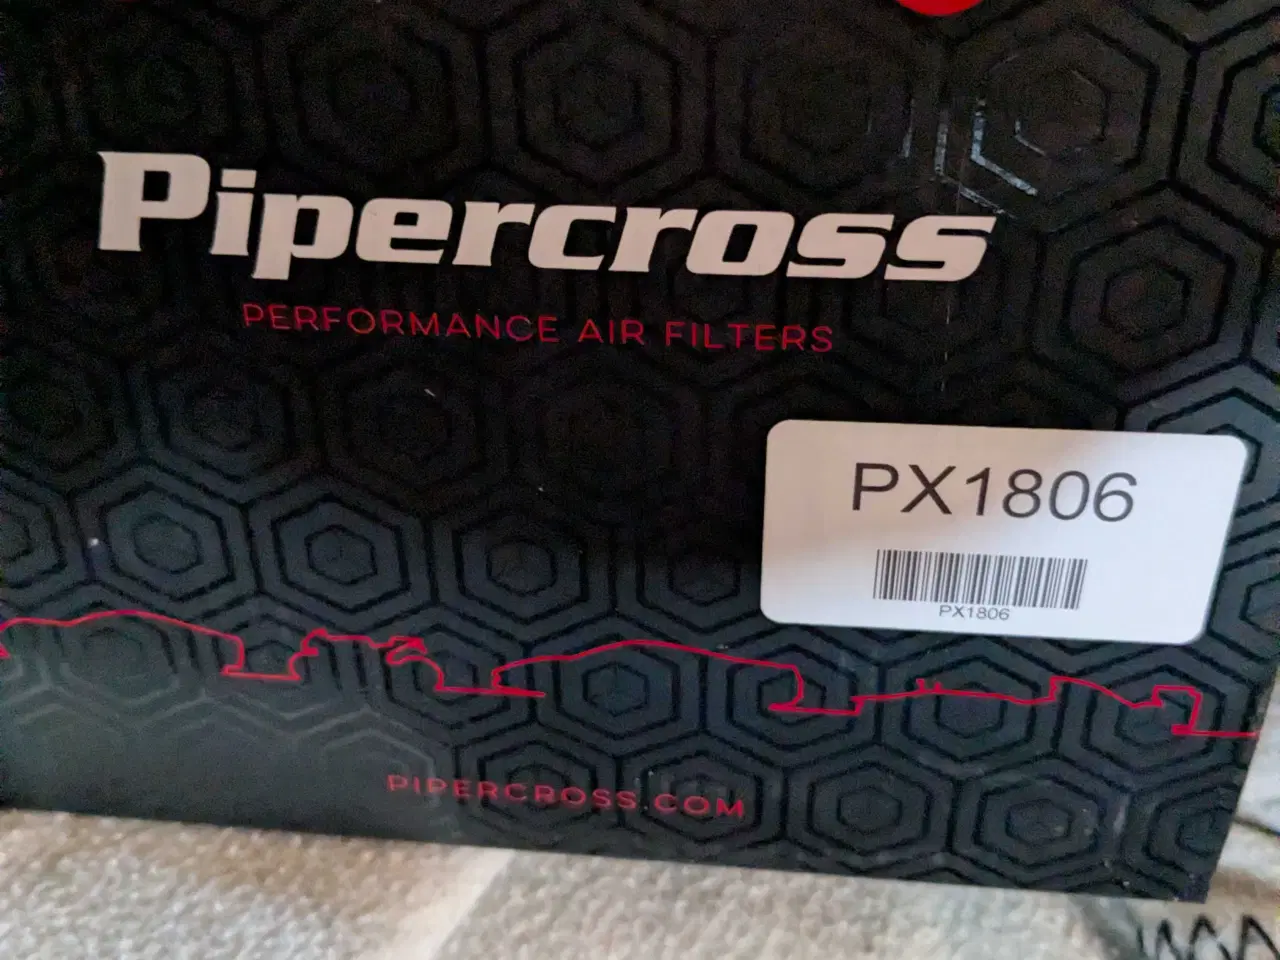 Pipercross
PERFORMANCE AIR FILTERS
PX1806
PX1806
PIPERCROSS.COM